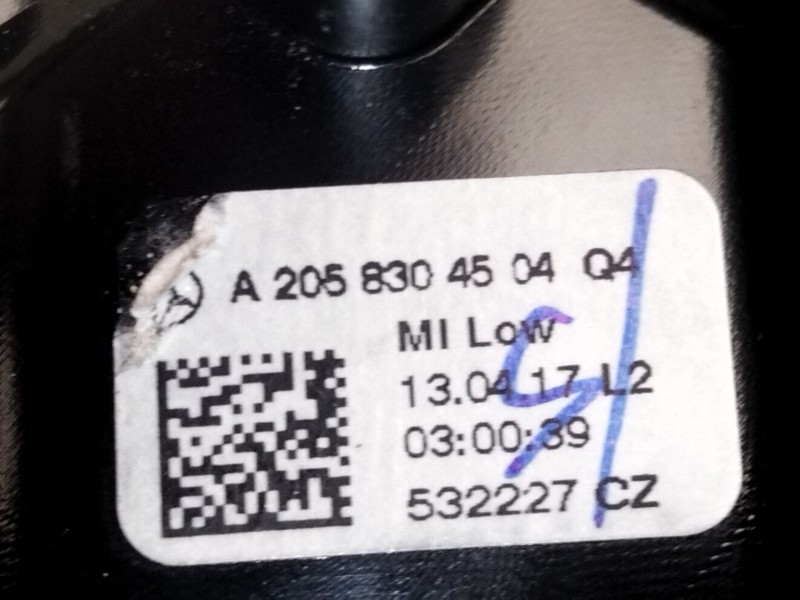 A 205 830 45 04 Q4
MI Low
13.04.17 L2
03:00:39
532227 CZ